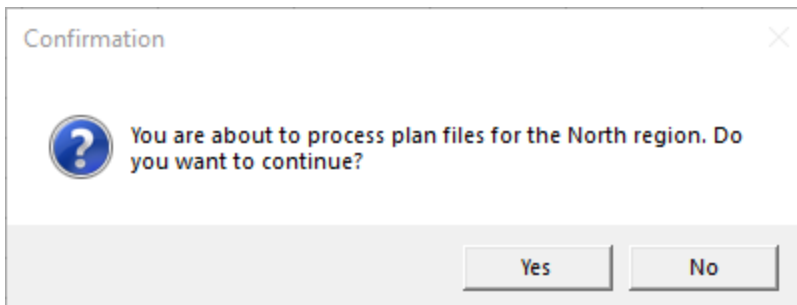 Confirmation
You are about to process plan files for the North region. Do
you want to continue?
Yes
No